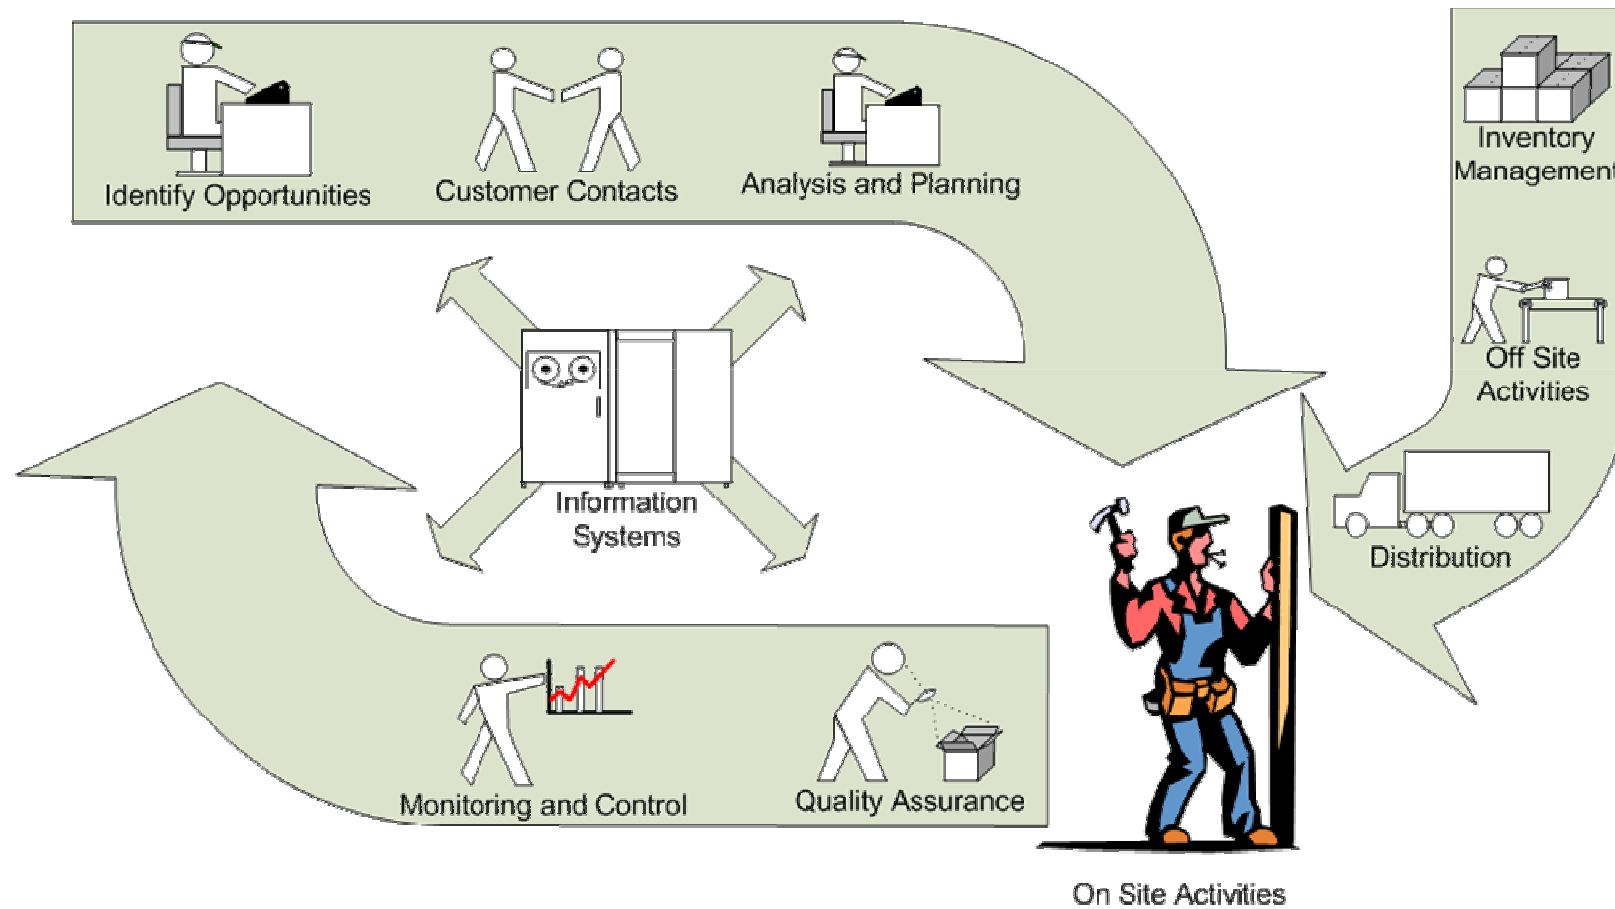 Identify Opportunities
Customer Contacts
Analysis and Planning
Inventory
Management
Off Site
Activities
Distribution
Information
Systems
Monitoring and Control
Quality Assurance
On Site Activities